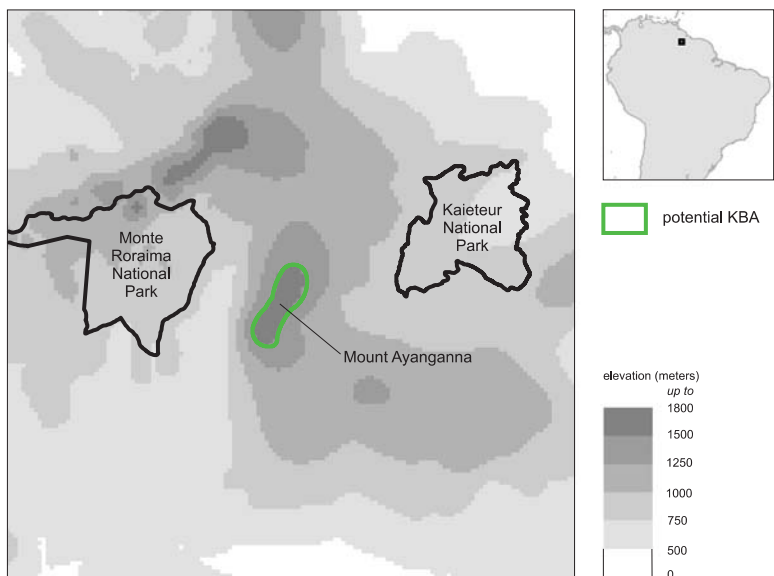 Monte
Roraima
National
Park
Kaieteur
National
Park
Mount Ayanganna
potential KBA
elevation (meters)
up to
1800
1500
1250
1000
750
500
0